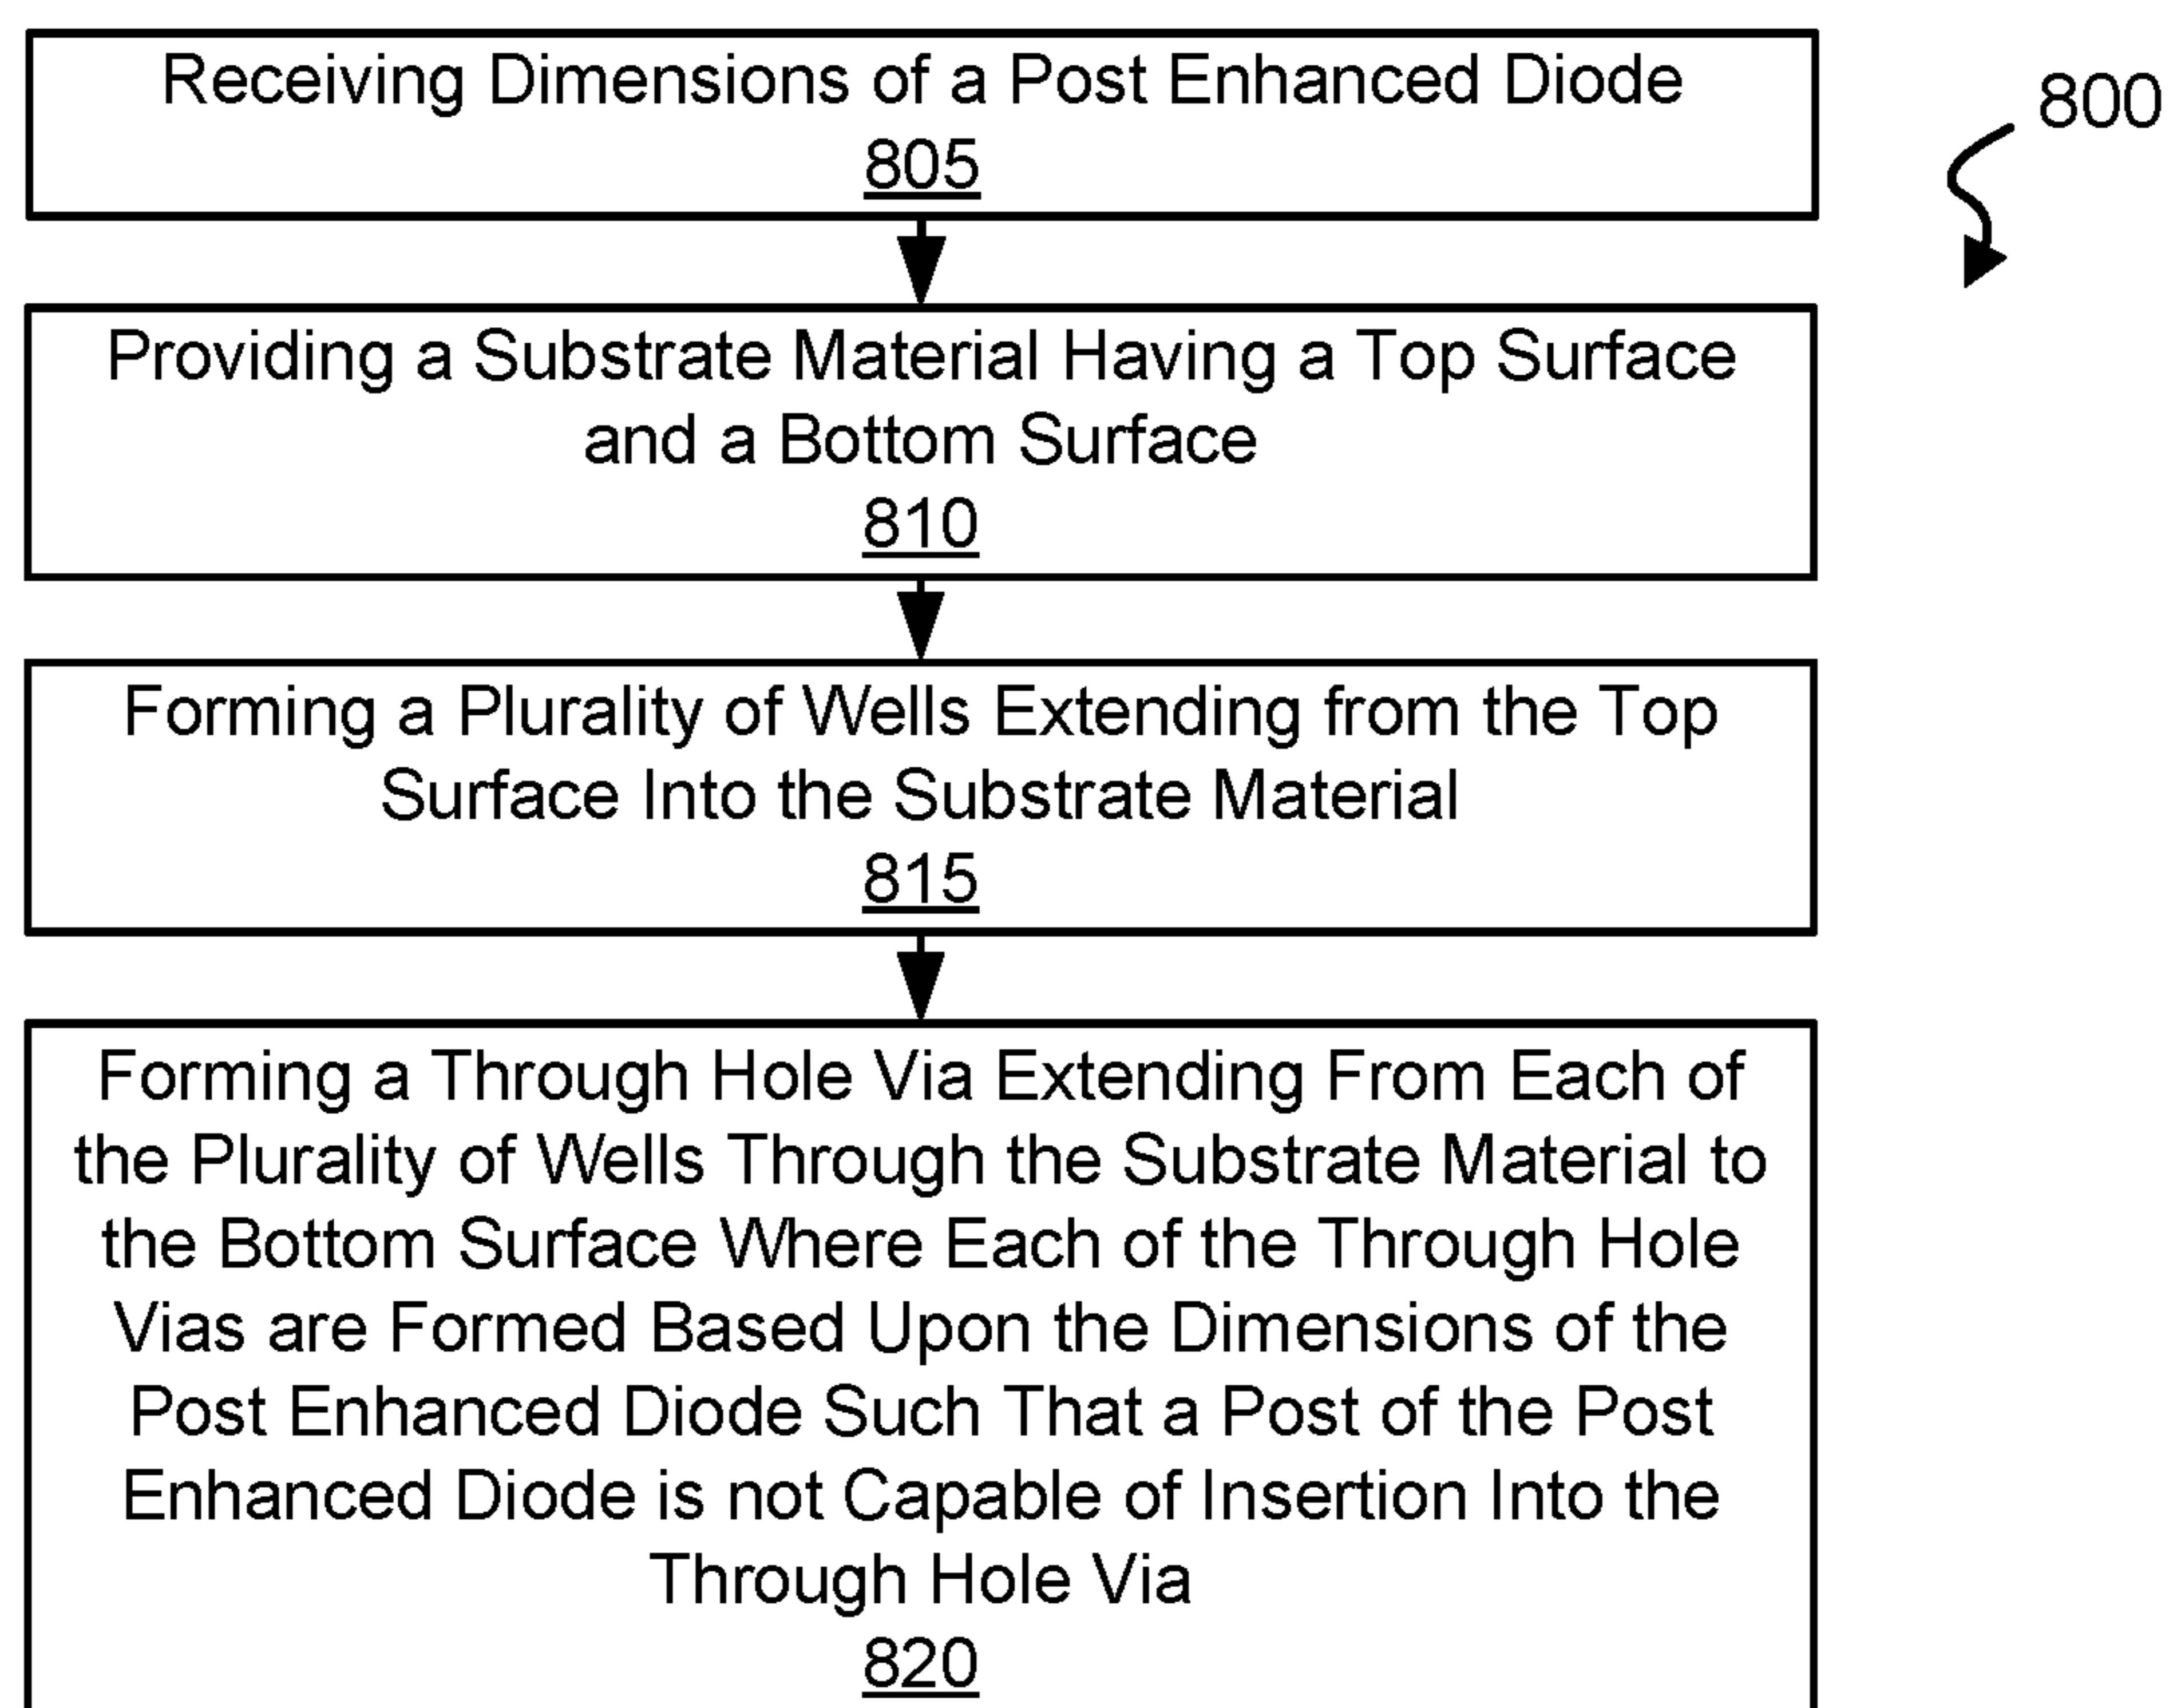 Receiving Dimensions of a Post Enhanced Diode
805
800
Providing a Substrate Material Having a Top Surface
and a Bottom Surface
810
Forming a Plurality of Wells Extending from the Top
Surface Into the Substrate Material
815
Forming a Through Hole Via Extending From Each of
the Plurality of Wells Through the Substrate Material to
the Bottom Surface Where Each of the Through Hole
Vias are Formed Based Upon the Dimensions of the
Post Enhanced Diode Such That a Post of the Post
Enhanced Diode is not Capable of Insertion Into the
Through Hole Via
820